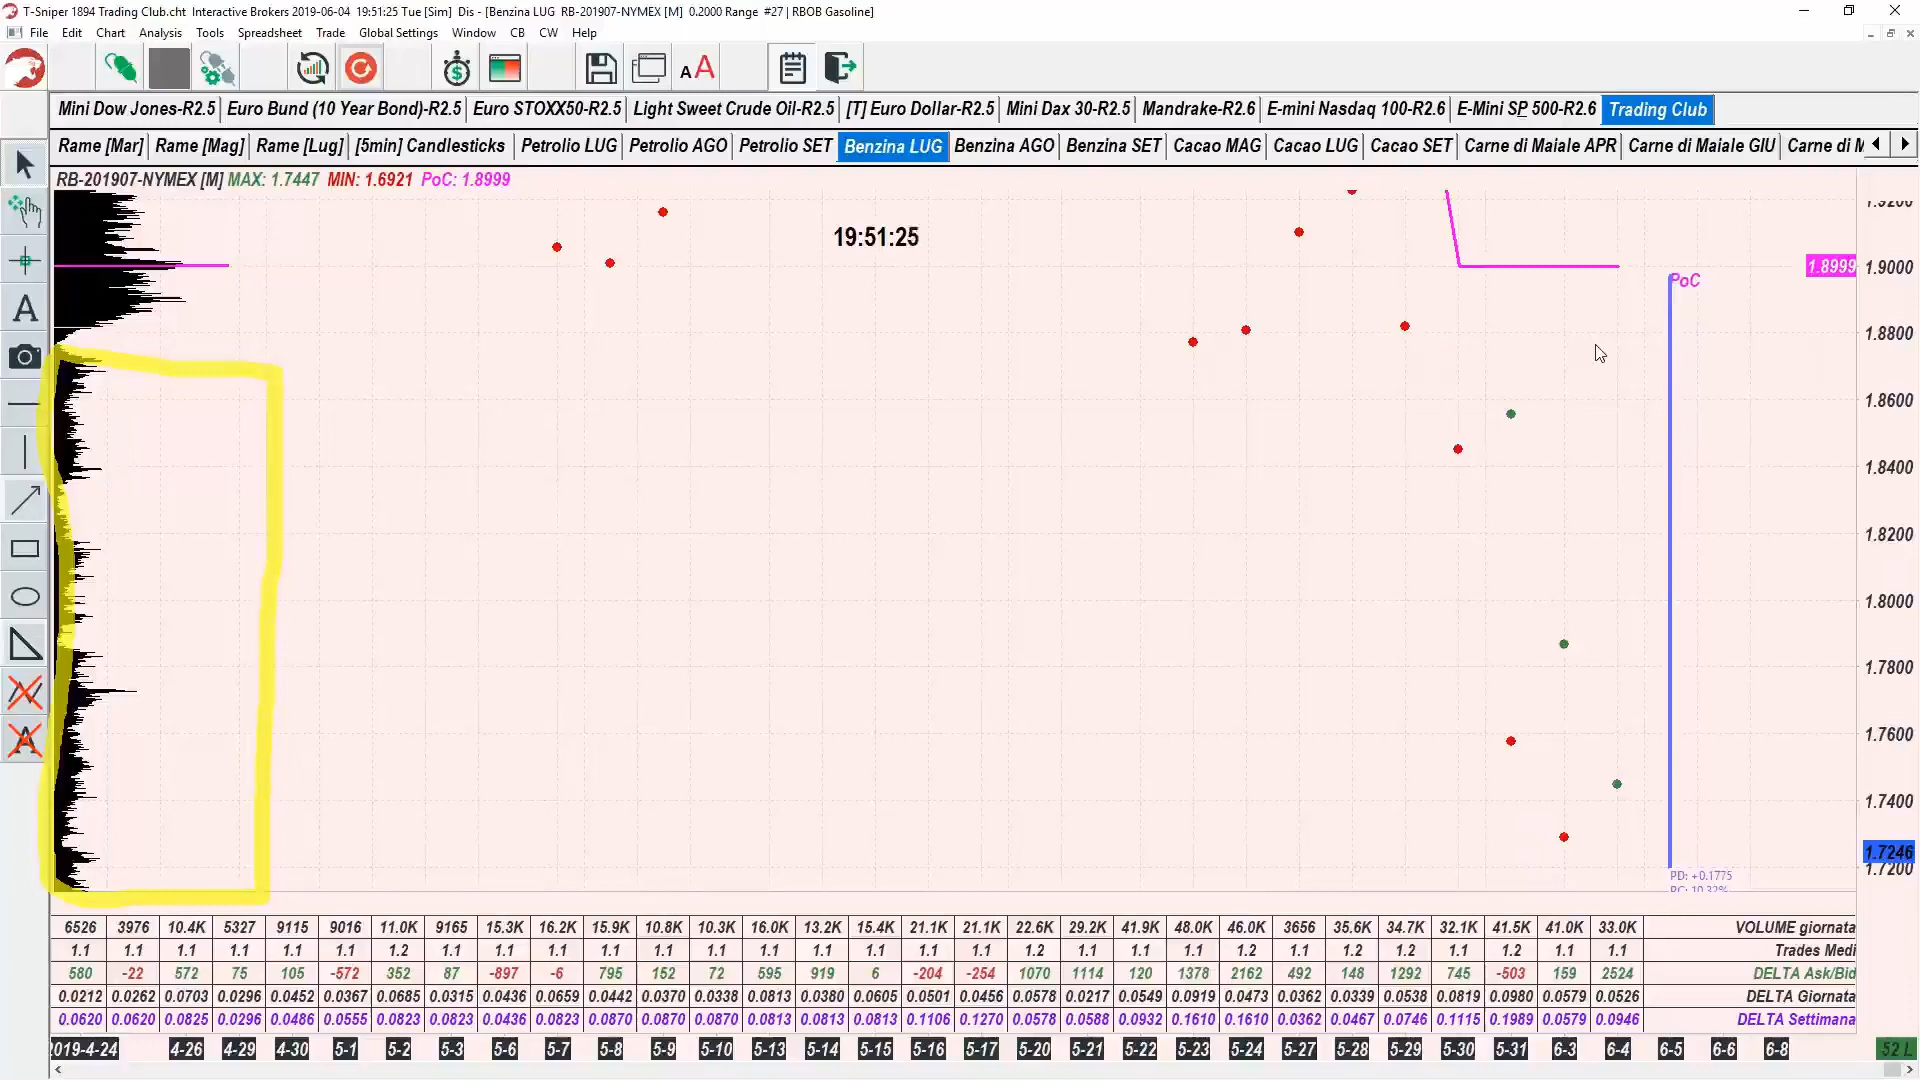 T-Sniper 1894 Trading Club.cht Interactive Brokers 2019-06-04 19:51:25 Tue [Sim] Dis - [Benzina LUG RB-201907-NYMEX [M] 0.2000 Range #27 | RBOB Gasoline]
File Edit Chart Analysis Tools Spreadsheet Trade Global Settings Window CB CW Help
A A
Mini Dow Jones-R2.5 Euro Bund (10 Year Bond)-R2.5 Euro STOXX50-R2.5 Light Sweet Crude Oil-R2.5 [T] Euro Dollar-R2.5 Mini Dax 30-R2.5 Mandrake-R2.6 E-mini Nasdaq 100-R2.6 E-Mini SP 500-R2.6 Trading Club
Rame [Mar] Rame [Mag] Rame [Lug] [5min] Candlesticks Petrolio LUG Petrolio AGO Petrolio SET Benzina LUG Benzina AGO Benzina SET Cacao MAG Cacao LUG Cacao SET Carne di Maiale APR Carne di Maiale GIU Carne di M
RB-201907-NYMEX [M] MAX: 1.7447 MIN: 1.6921 PoC: 1.8999
1.9200
19:51:25
1.8999 1.9000
PoC
A
1.8800
1.8600
1.8400
1.8200
1.8000
1.7800
1.7600
1.7400
1.7246
1.7200
PD: +0.1775
PC: 10.32%
6526 3976 10.4K 5327 9115 9016 11.0K 9165 15.3K 16.2K 15.9K 10.8K 10.3K 16.0K 13.2K 15.4K 21.1K 21.1K 22.6K 29.2K 41.9K 48.0K 46.0K 3656 35.6K 34.7K 32.1K 41.5K 41.0K 33.0K VOLUME giornata
1.1 1.1 1.1 1.1 1.1 1.1 1.2 1.1 1.1 1.1 1.1 1.1 1.1 1.1 1.1 1.1 1.1 1.1 1.2 1.1 1.1 1.1 1.2 1.1 1.2 1.2 1.1 1.2 1.1 1.1 Trades Medi
580 -22 572 75 105 -572 352 87 -897 -6 795 152 72 595 919 6 -204 -254 1070 1114 120 1378 2162 492 148 1292 745 -503 159 2524 DELTA Ask/Bid
0.0212 0.0262 0.0703 0.0296 0.0452 0.0367 0.0685 0.0315 0.0436 0.0659 0.0442 0.0370 0.0338 0.0813 0.0380 0.0605 0.0501 0.0456 0.0578 0.0217 0.0549 0.0919 0.0473 0.0362 0.0339 0.0538 0.0819 0.0980 0.0579 0.0526 DELTA Giornata
0.0620 0.0620 0.0825 0.0296 0.0486 0.0555 0.0823 0.0823 0.0436 0.0823 0.0870 0.0870 0.0870 0.0813 0.0813 0.0813 0.1106 0.1270 0.0578 0.0588 0.0932 0.1610 0.1610 0.0362 0.0467 0.0746 0.1115 0.1989 0.0579 0.0946 DELTA Settimana
2019-4-24 4-26 4-29 4-30 5-1 5-2 5-3 5-6 5-7 5-8 5-9 5-10 5-13 5-14 5-15 5-16 5-17 5-20 5-21 5-22 5-23 5-24 5-27 5-28 5-29 5-30 5-31 6-3 6-4 6-5 6-6 6-8 52 L